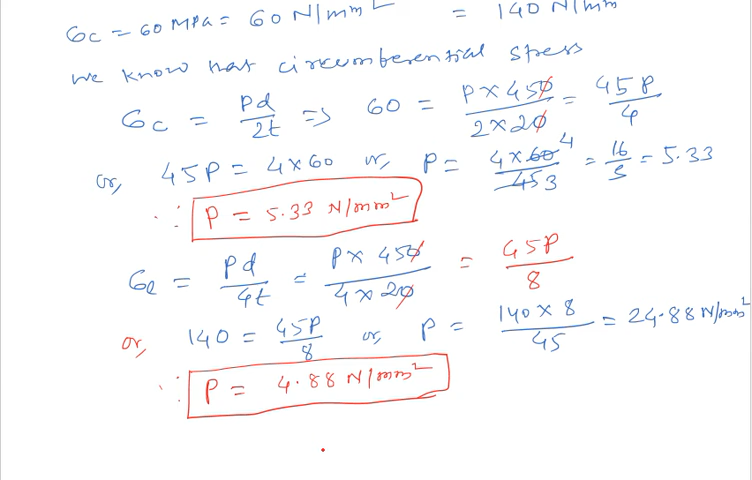 σc = 60 MPa = 60 N/mm² = 140 N/mm
we know that circumferential stress
σc = Pd/2t ⇒ 60 = P × 450/2 × 20 = 45P/4
or, 45P = 4 × 60 or, P = 4 × 60/45 4 3 = 16/3 = 5.33
∴ P = 5.33 N/mm²
σl = Pd/4t = P × 450/4 × 20 = 45P/8
or, 140 = 45P/8 or, P = 140 × 8/45 = 24.88 N/mm²
∴ P = 4.88 N/mm²